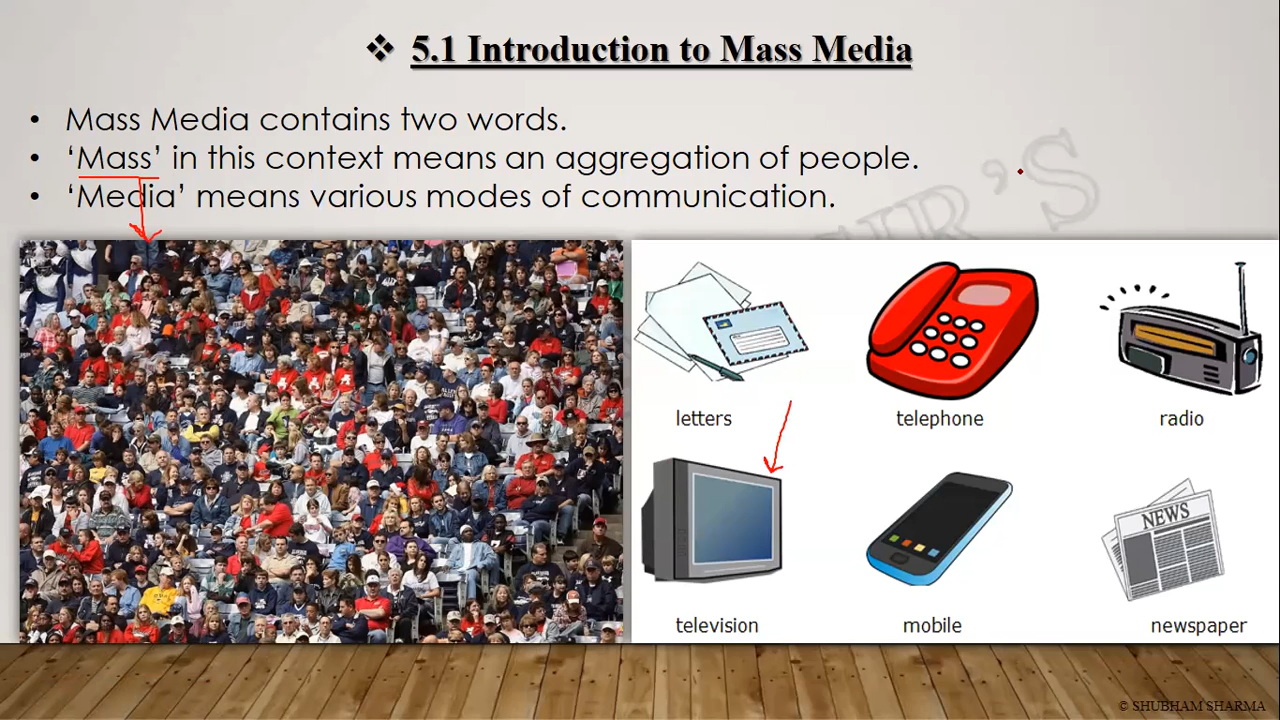 ❖ 5.1 Introduction to Mass Media
• Mass Media contains two words.
• ‘Mass’ in this context means an aggregation of people.
• ‘Media’ means various modes of communication.
letters telephone radio
NEWS
television mobile newspaper
© SHUBHAM SHARMA